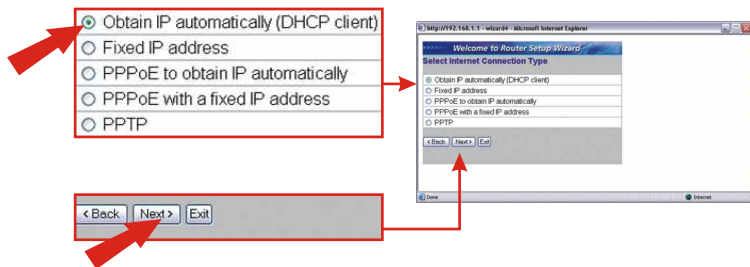 Obtain IP automatically (DHCP client)
Fixed IP address
PPPoE to obtain IP automatically
PPPoE with a fixed IP address
PPTP
< Back Next > Exit
http://192.168.1.1 - wizard4 - Microsoft Internet Explorer
Welcome to Router Setup Wizard
Select Internet Connection Type
Obtain IP automatically (DHCP client)
Fixed IP address
PPPoE to obtain IP automatically
PPPoE with a fixed IP address
PPTP
< Back Next > Exit
Done Internet